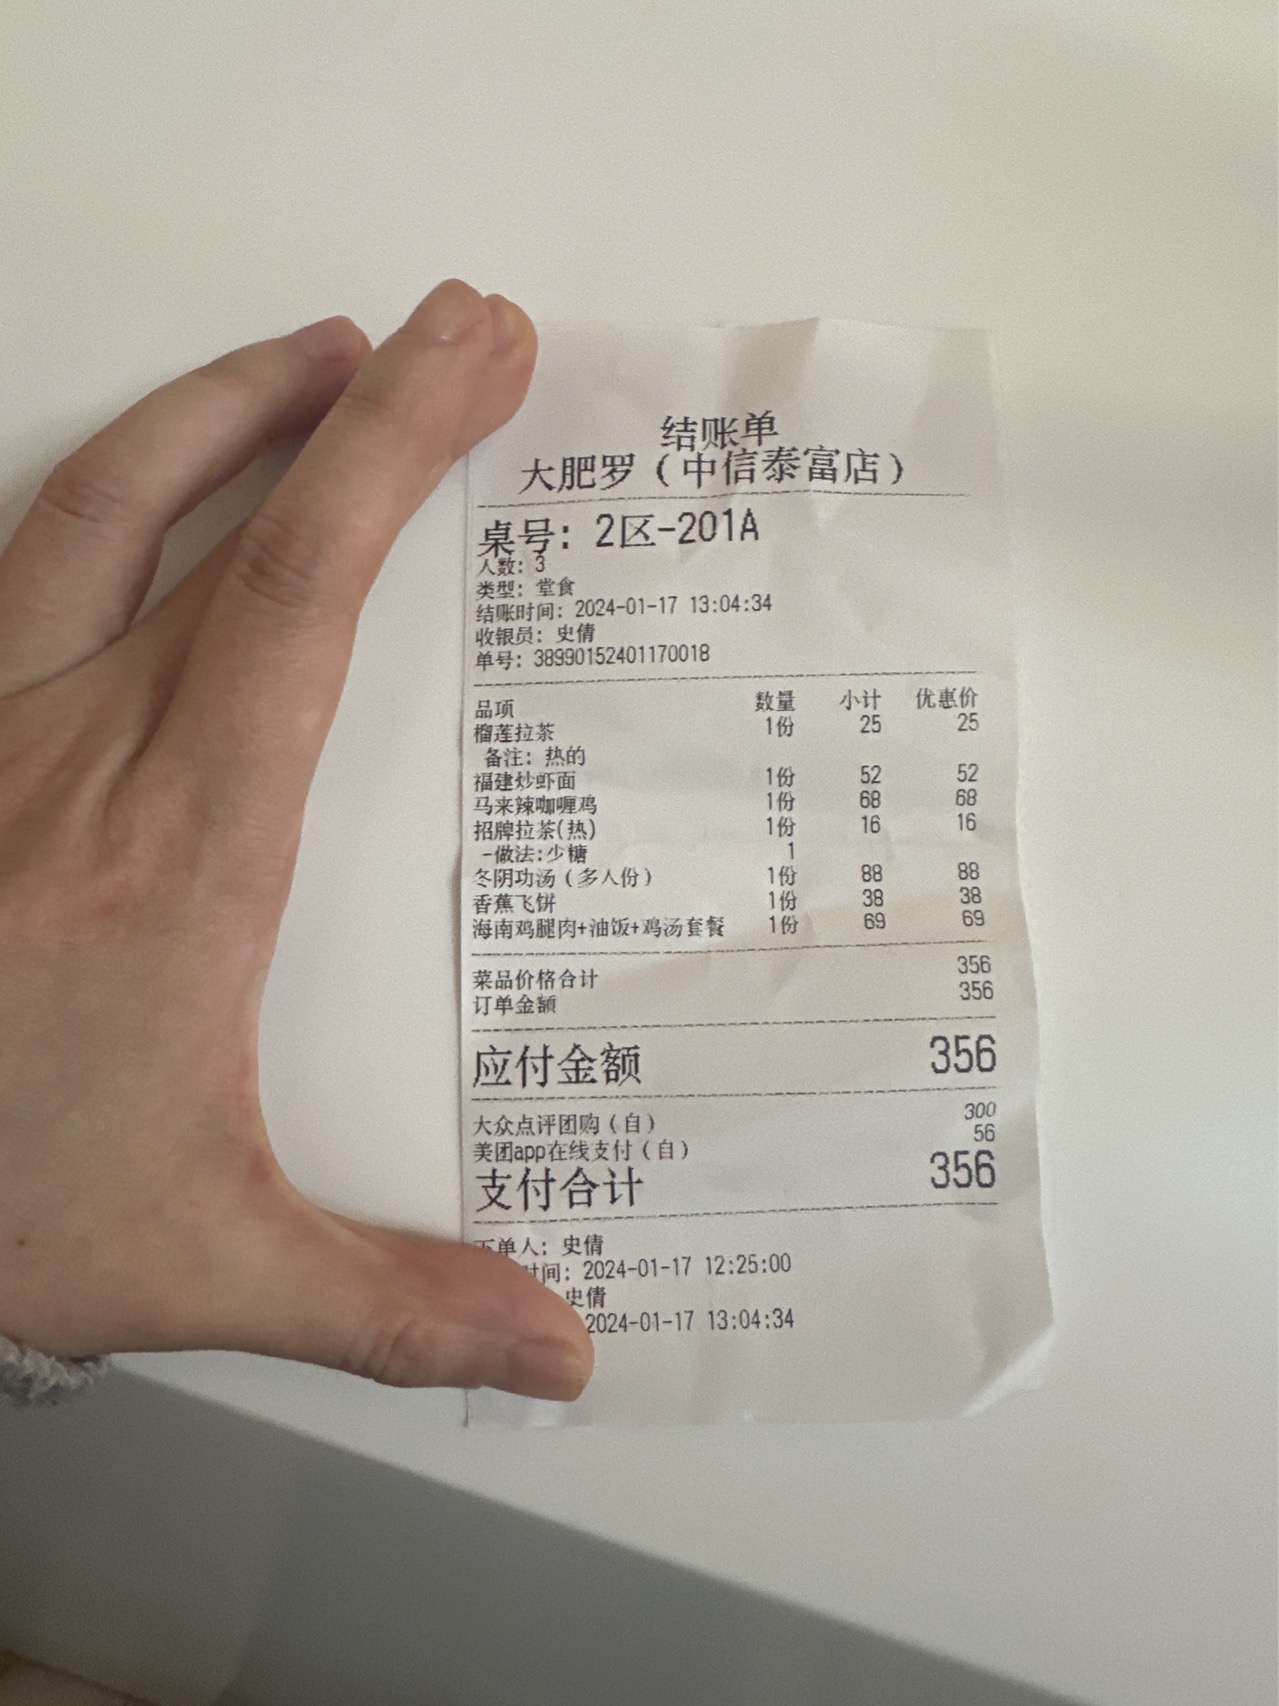 结账单
大肥罗（中信泰富店）
桌号：2区-201A
人数：3
类型：堂食
结账时间：2024-01-17 13:04:34
收银员：史倩
单号：38990152401170018
品项 数量 小计 优惠价
榴莲拉茶 1份 25 25
备注：热的
福建炒虾面 1份 52 52
马来辣咖喱鸡 1份 68 68
招牌拉茶(热) 1份 16 16
-做法:少糖 1
冬阴功汤（多人份） 1份 88 88
香蕉飞饼 1份 38 38
海南鸡腿肉+油饭+鸡汤套餐 1份 69 69
菜品价格合计 356
订单金额 356
应付金额 356
大众点评团购（自） 300
美团app在线支付（自） 56
支付合计 356
下单人：史倩
时间：2024-01-17 12:25:00
史倩
2024-01-17 13:04:34